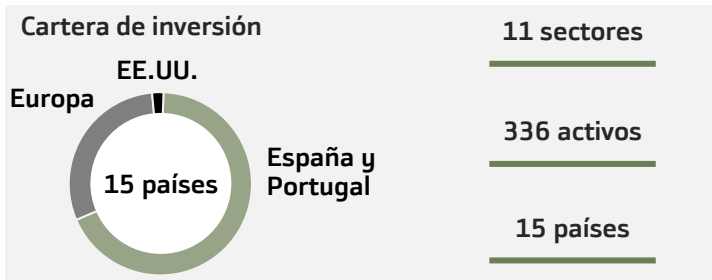 Cartera de inversión
EE.UU.
Europa
15 países
España y
Portugal
11 sectores
336 activos
15 países